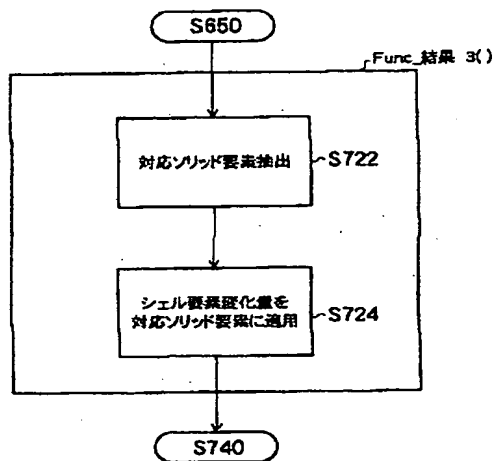 S650
Func_結果 3()
対応ソリッド要素抽出
S722
シェル要素変化量を
対応ソリッド要素に適用
S724
S740